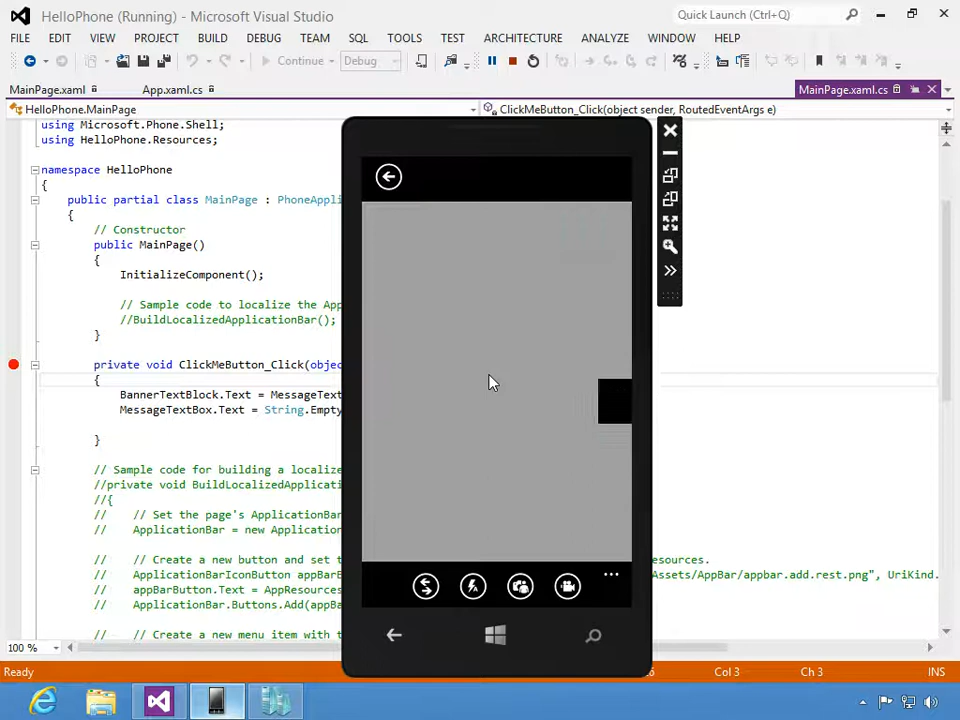 HelloPhone (Running) - Microsoft Visual Studio
Quick Launch (Ctrl+Q)
FILE EDIT VIEW PROJECT BUILD DEBUG TEAM SQL TOOLS TEST ARCHITECTURE ANALYZE WINDOW HELP
Continue Debug
MainPage.xaml App.xaml.cs MainPage.xaml.cs
HelloPhone.MainPage ClickMeButton_Click(object sender, RoutedEventArgs e)
using Microsoft.Phone.Shell;
using HelloPhone.Resources;
namespace HelloPhone
{
public partial class MainPage : PhoneAppli
{
// Constructor
public MainPage()
{
InitializeComponent();
// Sample code to localize the App
//BuildLocalizedApplicationBar();
}
private void ClickMeButton_Click(objec
{
BannerTextBlock.Text = MessageText
MessageTextBox.Text = String.Empty
}
// Sample code for building a localize
//private void BuildLocalizedApplicati
//{
// // Set the page's ApplicationBar
// ApplicationBar = new Application
// // Create a new button and set t esources.
// ApplicationBarIconButton appBarB Assets/AppBar/appbar.add.rest.png", UriKind.
// appBarButton.Text = AppResources
// ApplicationBar.Buttons.Add(appBa
// // Create a new menu item with t
100 %
Ready Col 3 Ch 3 INS